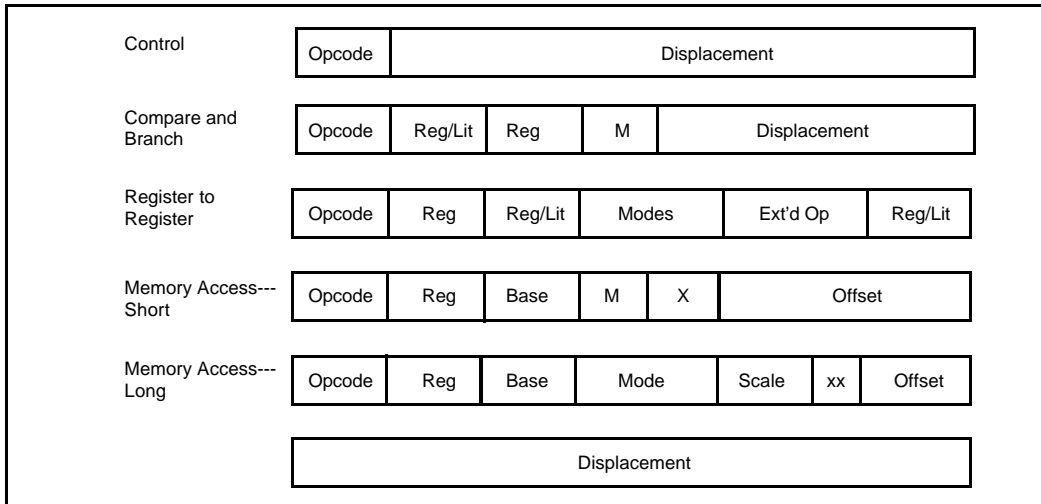 Control
Opcode Displacement
Compare and
Branch
Opcode Reg/Lit Reg M Displacement
Register to
Register
Opcode Reg Reg/Lit Modes Ext'd Op Reg/Lit
Memory Access---
Short
Opcode Reg Base M X Offset
Memory Access---
Long
Opcode Reg Base Mode Scale xx Offset
Displacement